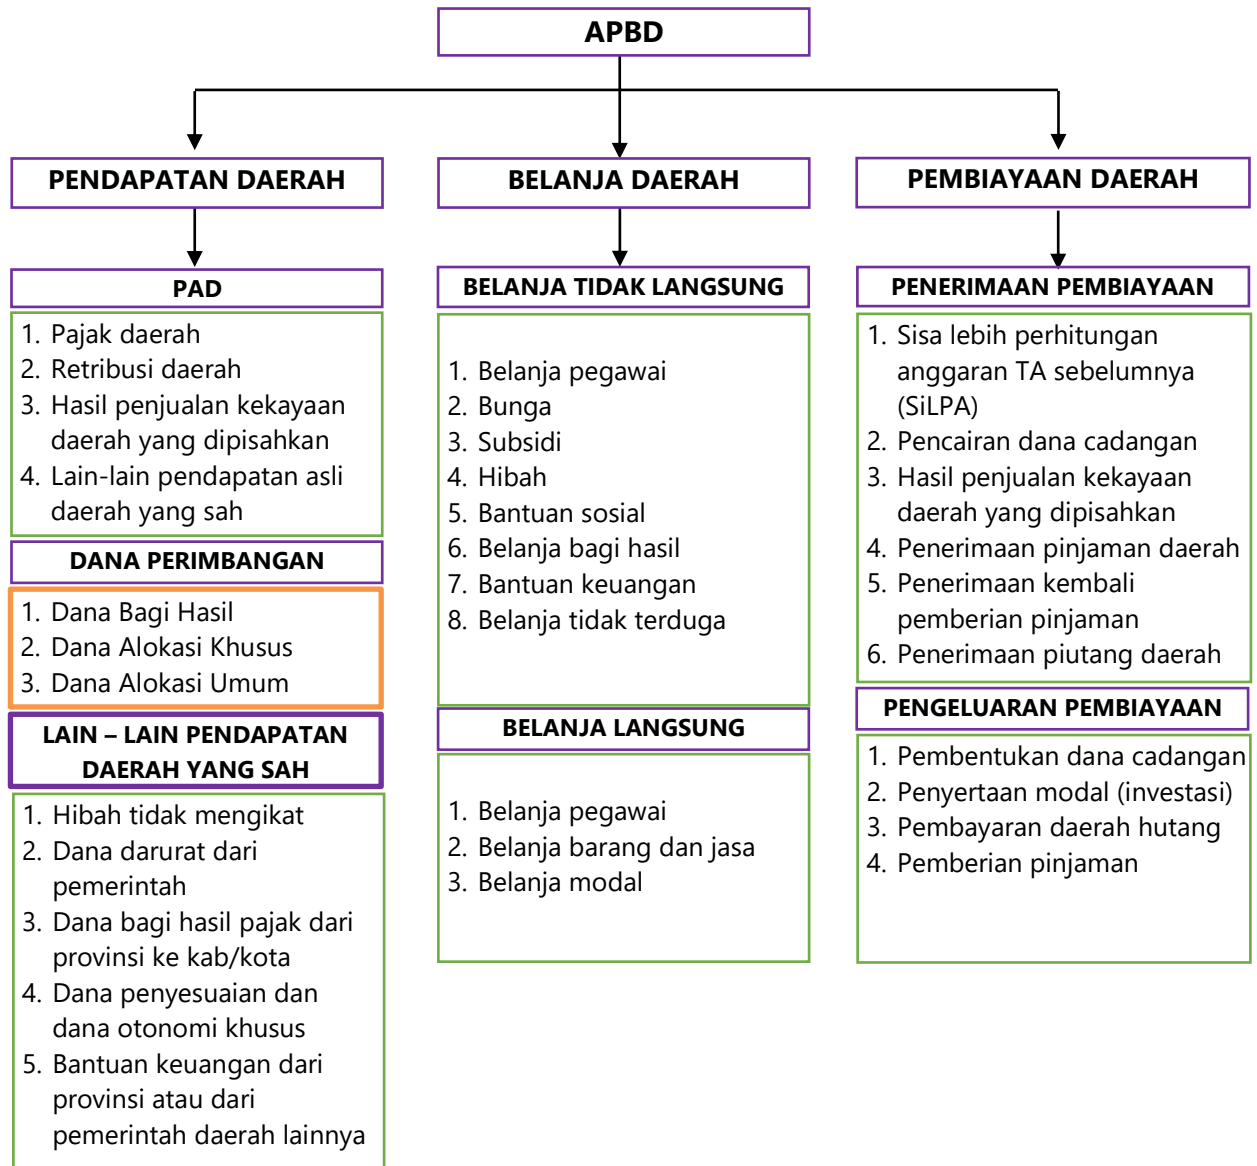 APBD
PENDAPATAN DAERAH
PAD
1. Pajak daerah
2. Retribusi daerah
3. Hasil penjualan kekayaan
daerah yang dipisahkan
4. Lain-lain pendapatan asli
daerah yang sah
DANA PERIMBANGAN
1. Dana Bagi Hasil
2. Dana Alokasi Khusus
3. Dana Alokasi Umum
LAIN – LAIN PENDAPATAN
DAERAH YANG SAH
1. Hibah tidak mengikat
2. Dana darurat dari
pemerintah
3. Dana bagi hasil pajak dari
provinsi ke kab/kota
4. Dana penyesuaian dan
dana otonomi khusus
5. Bantuan keuangan dari
provinsi atau dari
pemerintah daerah lainnya
BELANJA DAERAH
BELANJA TIDAK LANGSUNG
1. Belanja pegawai
2. Bunga
3. Subsidi
4. Hibah
5. Bantuan sosial
6. Belanja bagi hasil
7. Bantuan keuangan
8. Belanja tidak terduga
BELANJA LANGSUNG
1. Belanja pegawai
2. Belanja barang dan jasa
3. Belanja modal
PEMBIAYAAN DAERAH
PENERIMAAN PEMBIAYAAN
1. Sisa lebih perhitungan
anggaran TA sebelumnya
(SiLPA)
2. Pencairan dana cadangan
3. Hasil penjualan kekayaan
daerah yang dipisahkan
4. Penerimaan pinjaman daerah
5. Penerimaan kembali
pemberian pinjaman
6. Penerimaan piutang daerah
PENGELUARAN PEMBIAYAAN
1. Pembentukan dana cadangan
2. Penyertaan modal (investasi)
3. Pembayaran daerah hutang
4. Pemberian pinjaman